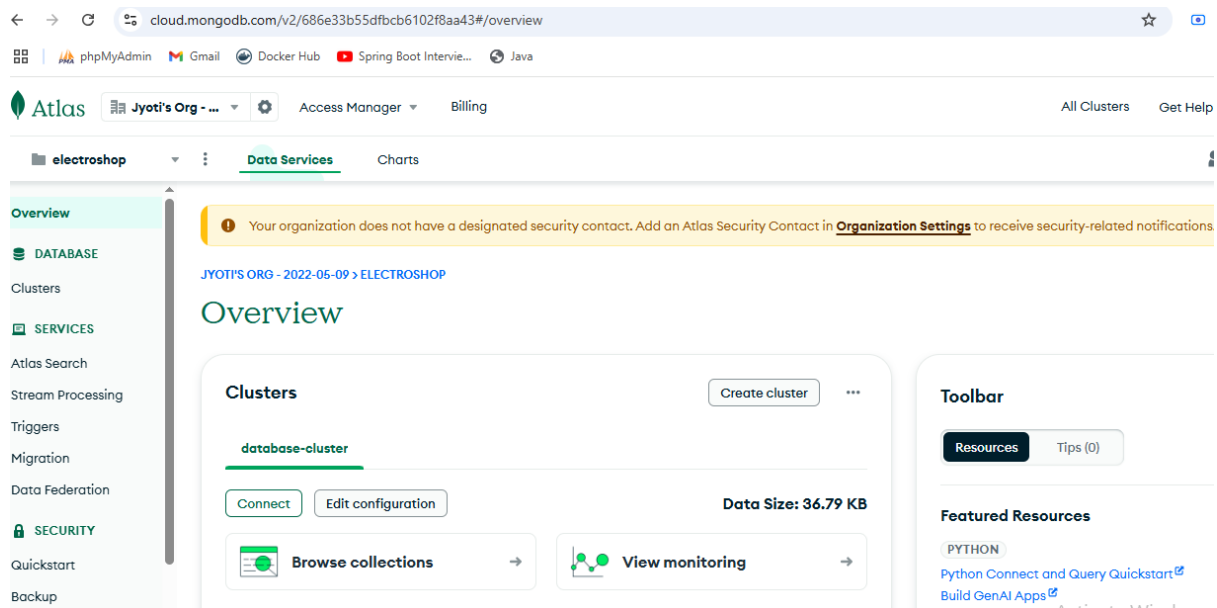 cloud.mongodb.com/v2/686e33b55dfbcb6102f8aa43#/overview
phpMyAdmin Gmail Docker Hub Spring Boot Intervie... Java
Atlas Jyoti's Org - ... Access Manager Billing All Clusters Get Help
electroshop Data Services Charts
Overview
Your organization does not have a designated security contact. Add an Atlas Security Contact in Organization Settings to receive security-related notifications.
DATABASE
Clusters
SERVICES
Atlas Search
Stream Processing
Triggers
Migration
Data Federation
SECURITY
Quickstart
Backup
JYOTI'S ORG - 2022-05-09 > ELECTROSHOP
Overview
Clusters
Create cluster
database-cluster
Connect Edit configuration Data Size: 36.79 KB
Browse collections View monitoring
Toolbar
Resources Tips (0)
Featured Resources
PYTHON
Python Connect and Query Quickstart
Build GenAI Apps